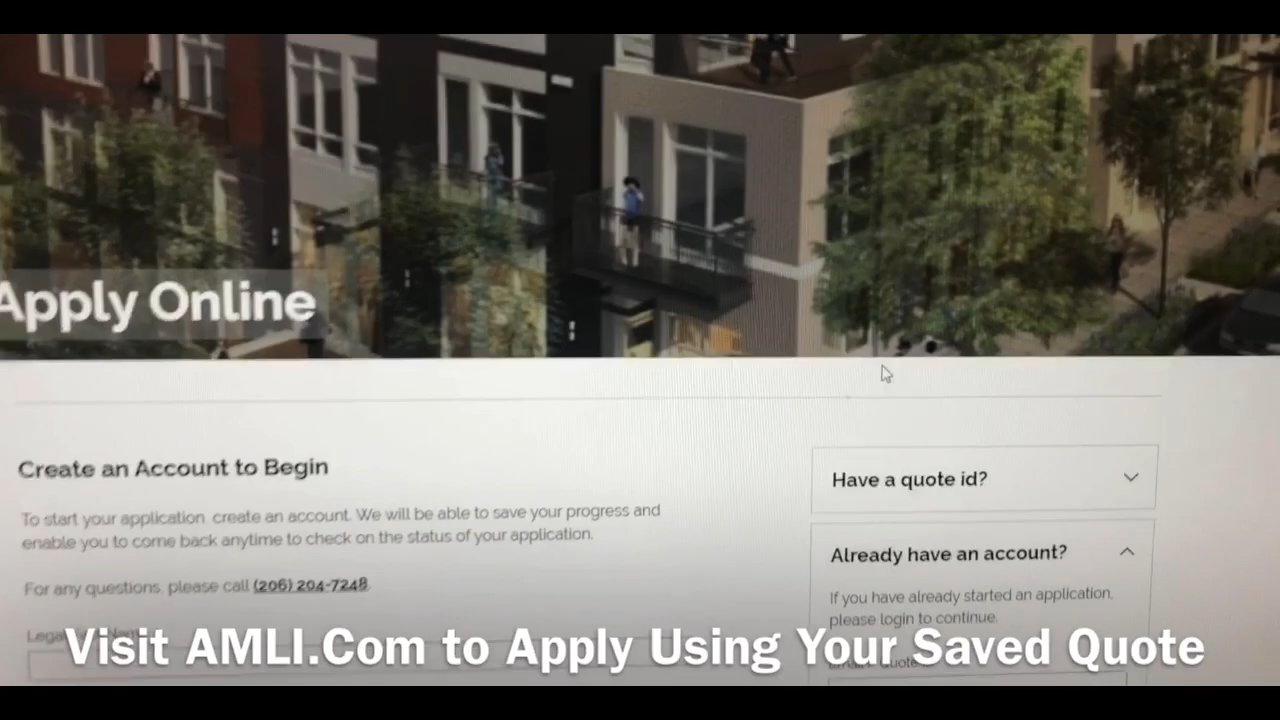 Apply Online
Create an Account to Begin
To start your application, create an account. We will be able to save your progress and
enable you to come back anytime to check on the status of your application.
For any questions, please call (206) 204-7248.
Have a quote id?
Already have an account?
If you have already started an application,
please login to continue.
Legal
Visit AMLI.Com to Apply Using Your Saved Quote